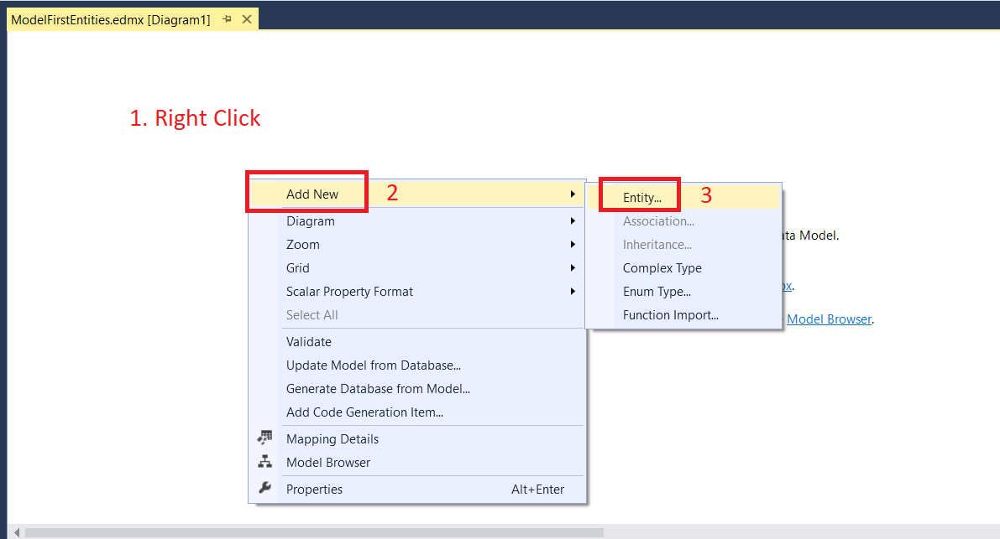 ModelFirstEntities.edmx [Diagram1]
1. Right Click
Add New 2
Entity... 3
Diagram
Association...
ata Model.
Zoom
Inheritance...
Grid
Complex Type
Scalar Property Format
Enum Type...
Select All
Function Import...
Model Browser.
Validate
Update Model from Database...
Generate Database from Model...
Add Code Generation Item...
Mapping Details
Model Browser
Properties Alt+Enter